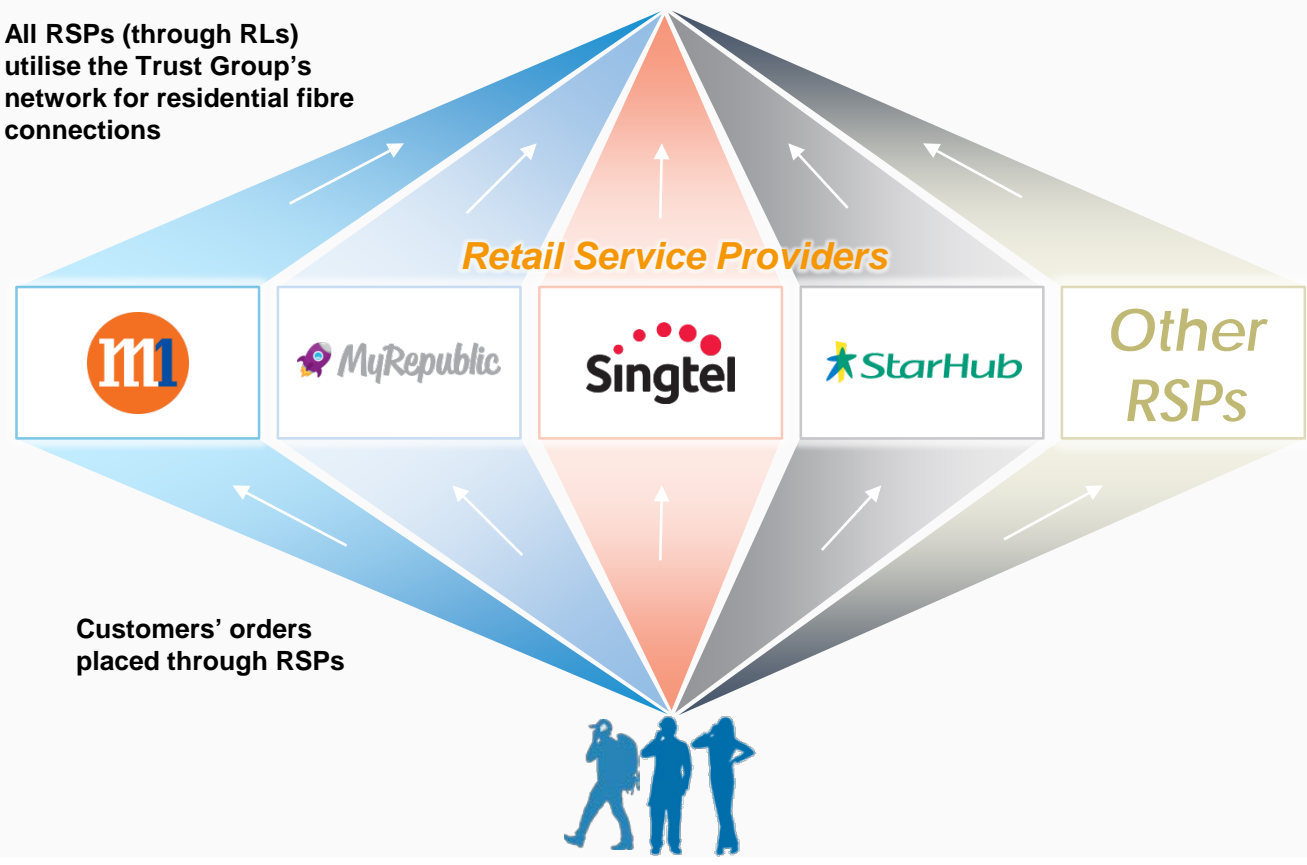 All RSPs (through RLs)
utilise the Trust Group’s
network for residential fibre
connections
Retail Service Providers
m1
MyRepublic
Singtel
StarHub
Other
RSPs
Customers’ orders
placed through RSPs